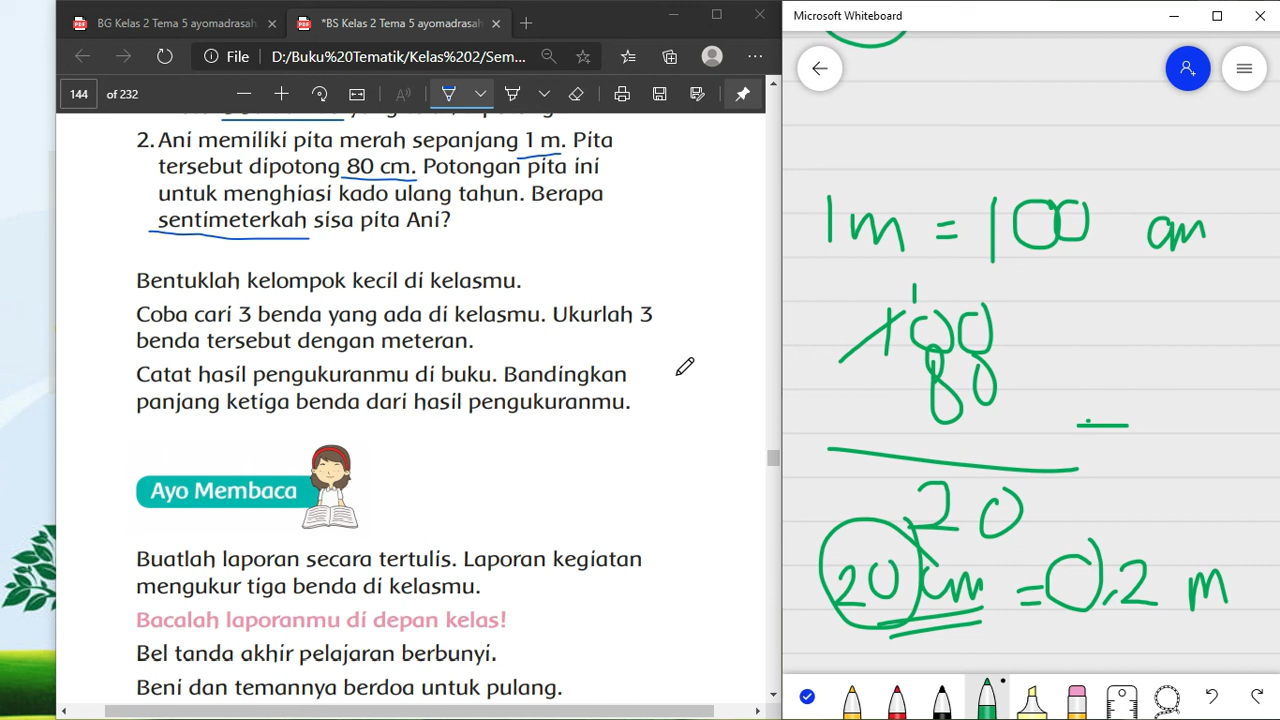 BG Kelas 2 Tema 5 ayomadrasah
*BS Kelas 2 Tema 5 ayomadrasah
File
D:/Buku%20Tematik/Kelas%202/Sem...
144 of 232
2. Ani memiliki pita merah sepanjang 1 m. Pita
tersebut dipotong 80 cm. Potongan pita ini
untuk menghiasi kado ulang tahun. Berapa
sentimeterkah sisa pita Ani?
Bentuklah kelompok kecil di kelasmu.
Coba cari 3 benda yang ada di kelasmu. Ukurlah 3
benda tersebut dengan meteran.
Catat hasil pengukuranmu di buku. Bandingkan
panjang ketiga benda dari hasil pengukuranmu.
Ayo Membaca
Buatlah laporan secara tertulis. Laporan kegiatan
mengukur tiga benda di kelasmu.
Bacalah laporanmu di depan kelas!
Bel tanda akhir pelajaran berbunyi.
Beni dan temannya berdoa untuk pulang.
Microsoft Whiteboard
1m = 100 cm
1
100
80
20
20 cm = 0,2 m